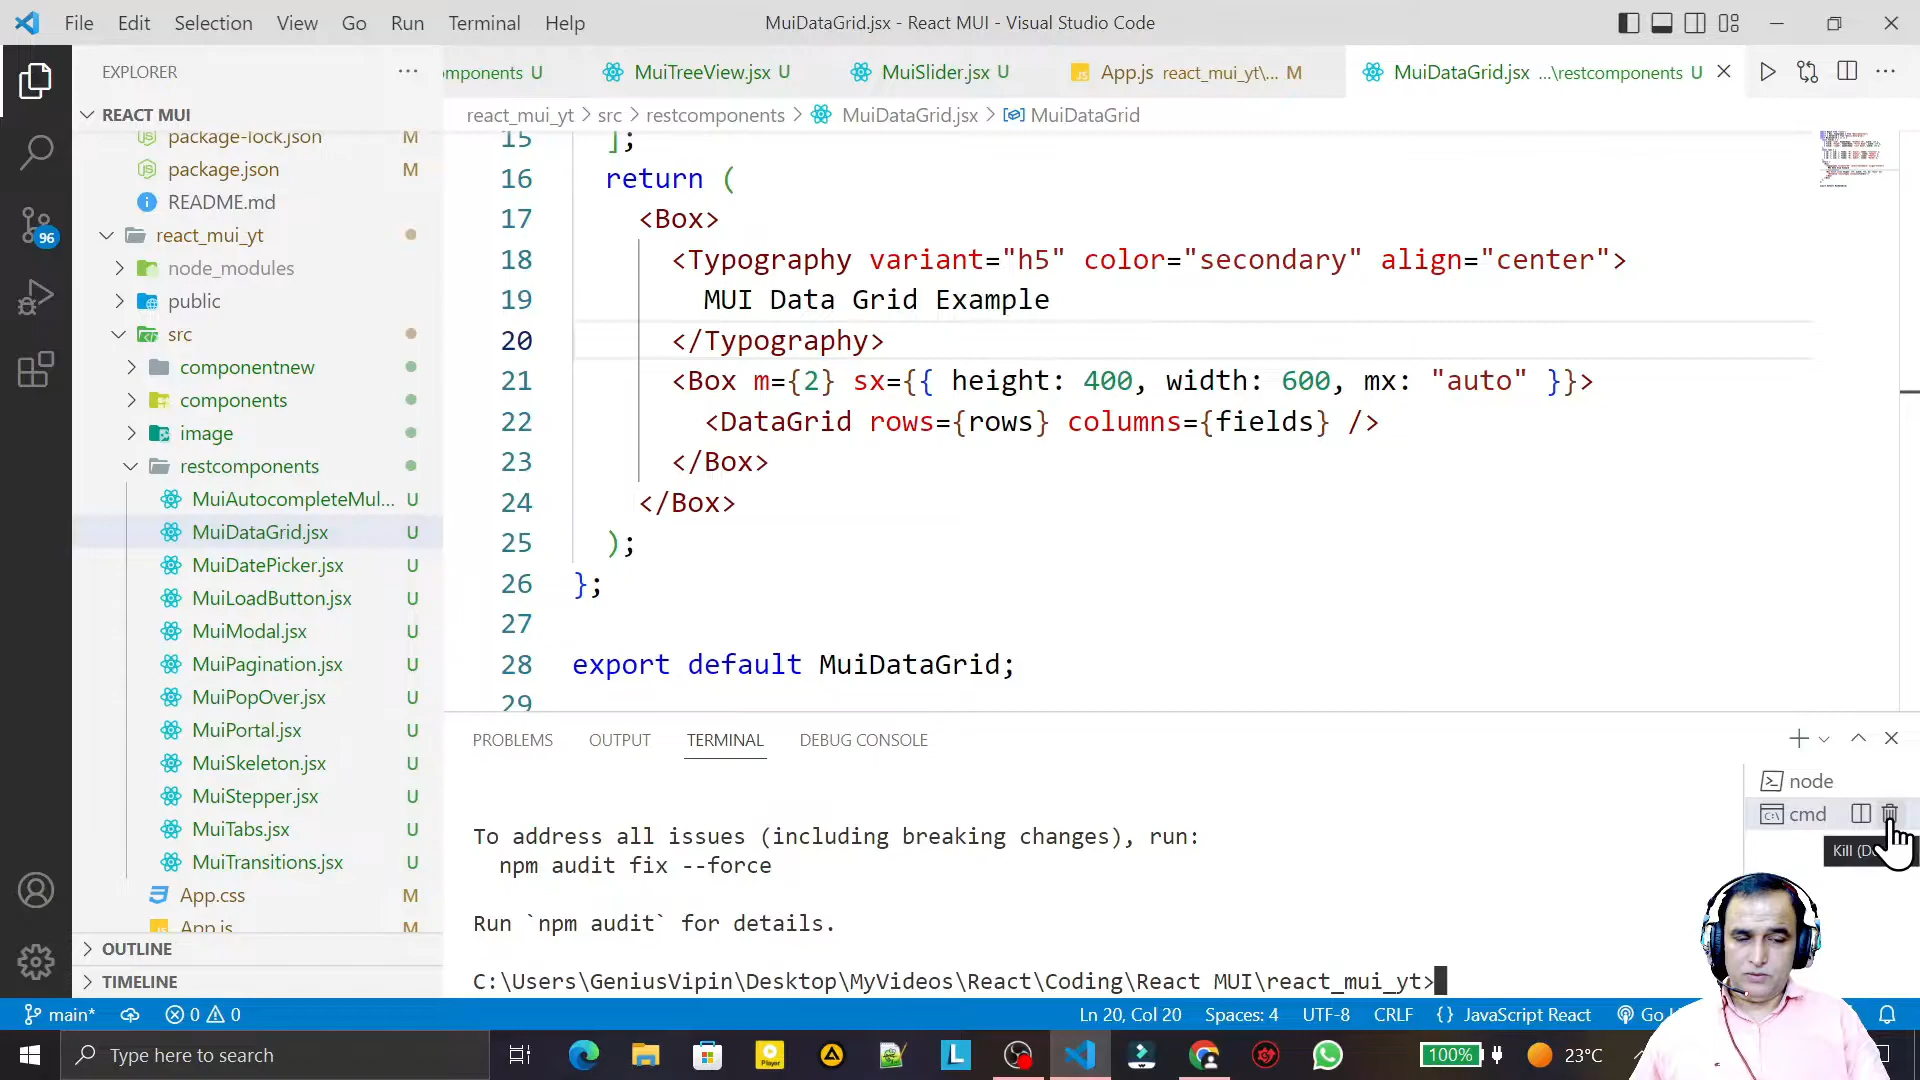 File Edit Selection View Go Run Terminal Help
MuiDataGrid.jsx - React MUI - Visual Studio Code
EXPLORER
omponents U
MuiTreeView.jsx U
MuiSlider.jsx U
App.js react_mui_yt\... M
MuiDataGrid.jsx ...\restcomponents U
react_mui_yt > src > restcomponents > MuiDataGrid.jsx > MuiDataGrid
REACT MUI
package-lock.json M
package.json M
README.md
react_mui_yt
node_modules
public
src
componentnew
components
image
restcomponents
MuiAutocompleteMul... U
MuiDataGrid.jsx U
MuiDatePicker.jsx U
MuiLoadButton.jsx U
MuiModal.jsx U
MuiPagination.jsx U
MuiPopOver.jsx U
MuiPortal.jsx U
MuiSkeleton.jsx U
MuiStepper.jsx U
MuiTabs.jsx U
MuiTransitions.jsx U
App.css M
App.js M
OUTLINE
TIMELINE
96
15 ];
16 return (
17 <Box>
18 <Typography variant="h5" color="secondary" align="center">
19 MUI Data Grid Example
20 </Typography>
21 <Box m={2} sx={{ height: 400, width: 600, mx: "auto" }}>
22 <DataGrid rows={rows} columns={fields} />
23 </Box>
24 </Box>
25 );
26 };
27
28 export default MuiDataGrid;
29
PROBLEMS OUTPUT TERMINAL DEBUG CONSOLE
node
cmd
Kill
To address all issues (including breaking changes), run:
npm audit fix --force
Run `npm audit` for details.
C:\Users\GeniusVipin\Desktop\MyVideos\React\Coding\React MUI\react_mui_yt>
main* 0 0
Ln 20, Col 20 Spaces: 4 UTF-8 CRLF {} JavaScript React Go
Type here to search
Player
L
100%
23°C